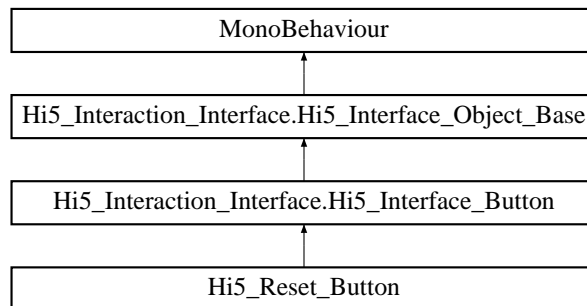 MonoBehaviour
Hi5_Interaction_Interface.Hi5_Interface_Object_Base
Hi5_Interaction_Interface.Hi5_Interface_Button
Hi5_Reset_Button